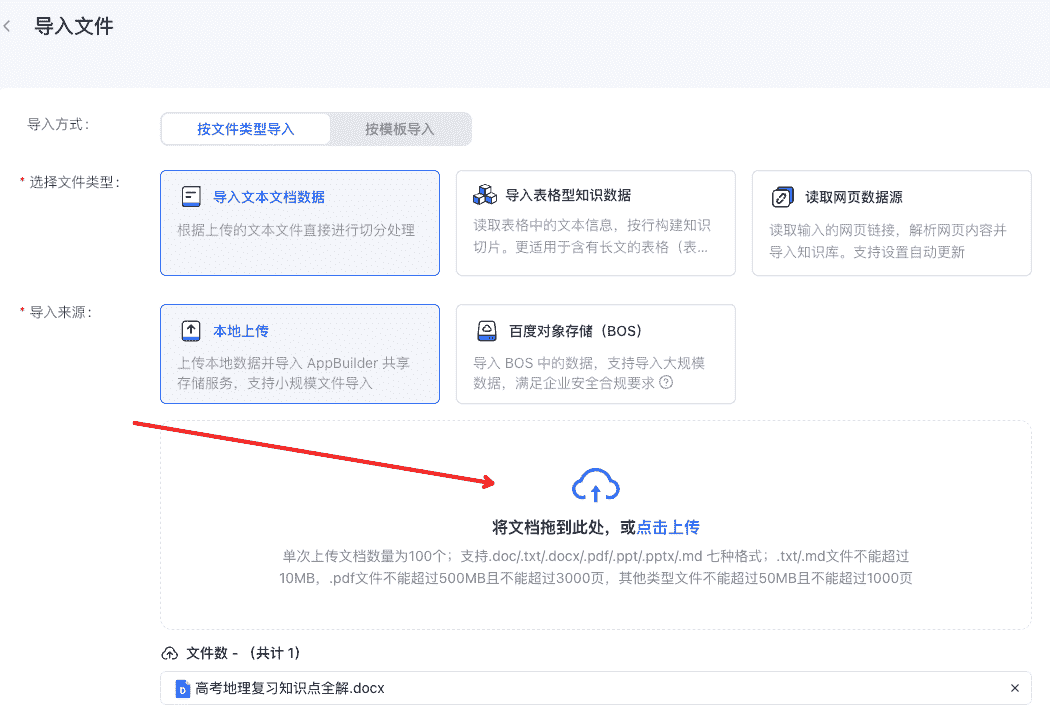 导入文件
导入方式：
按文件类型导入
按模板导入
* 选择文件类型：
导入文本文档数据
根据上传的文本文件直接进行切分处理
导入表格型知识数据
读取表格中的文本信息，按行构建知识
切片。更适用于含有长文的表格（表...
读取网页数据源
读取输入的网页链接，解析网页内容并
导入知识库。支持设置自动更新
* 导入来源：
本地上传
上传本地数据并导入 AppBuilder 共享
存储服务，支持小规模文件导入
百度对象存储（BOS）
导入 BOS 中的数据，支持导入大规模
数据，满足企业安全合规要求
将文档拖到此处，或点击上传
单次上传文档数量为100个；支持.doc/.txt/.docx/.pdf/.ppt/.pptx/.md 七种格式；.txt/.md文件不能超过
10MB，.pdf文件不能超过500MB且不能超过3000页，其他类型文件不能超过50MB且不能超过1000页
文件数 - （共计 1）
高考地理复习知识点全解.docx